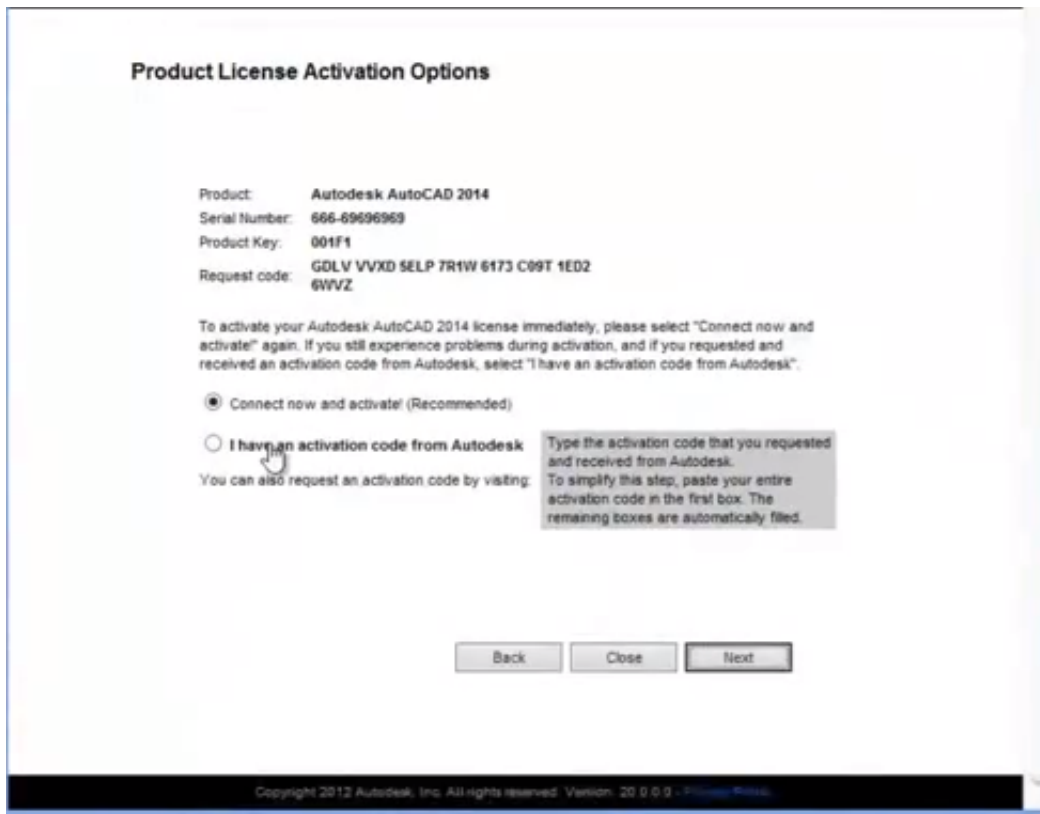 Product License Activation Options
Product: Autodesk AutoCAD 2014
Serial Number: 666-69696969
Product Key: 001F1
Request code: GDLV VVXD 5ELP 7R1W 6173 C09T 1ED2
6WVZ
To activate your Autodesk AutoCAD 2014 license immediately, please select "Connect now and
activate!" again. If you still experience problems during activation, and if you requested and
received an activation code from Autodesk, select "I have an activation code from Autodesk".
Connect now and activate! (Recommended)
I have an activation code from Autodesk
You can also request an activation code by visiting:
Type the activation code that you requested
and received from Autodesk.
To simplify this step, paste your entire
activation code in the first box. The
remaining boxes are automatically filled.
Back Close Next
Copyright 2012 Autodesk, Inc. All rights reserved. Version: 20.0.0.0 -